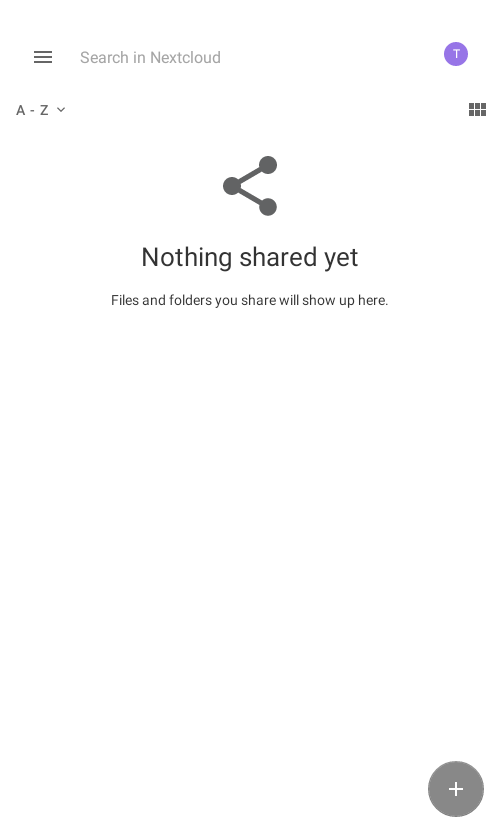 Search in Nextcloud
T
A - Z
Nothing shared yet
Files and folders you share will show up here.